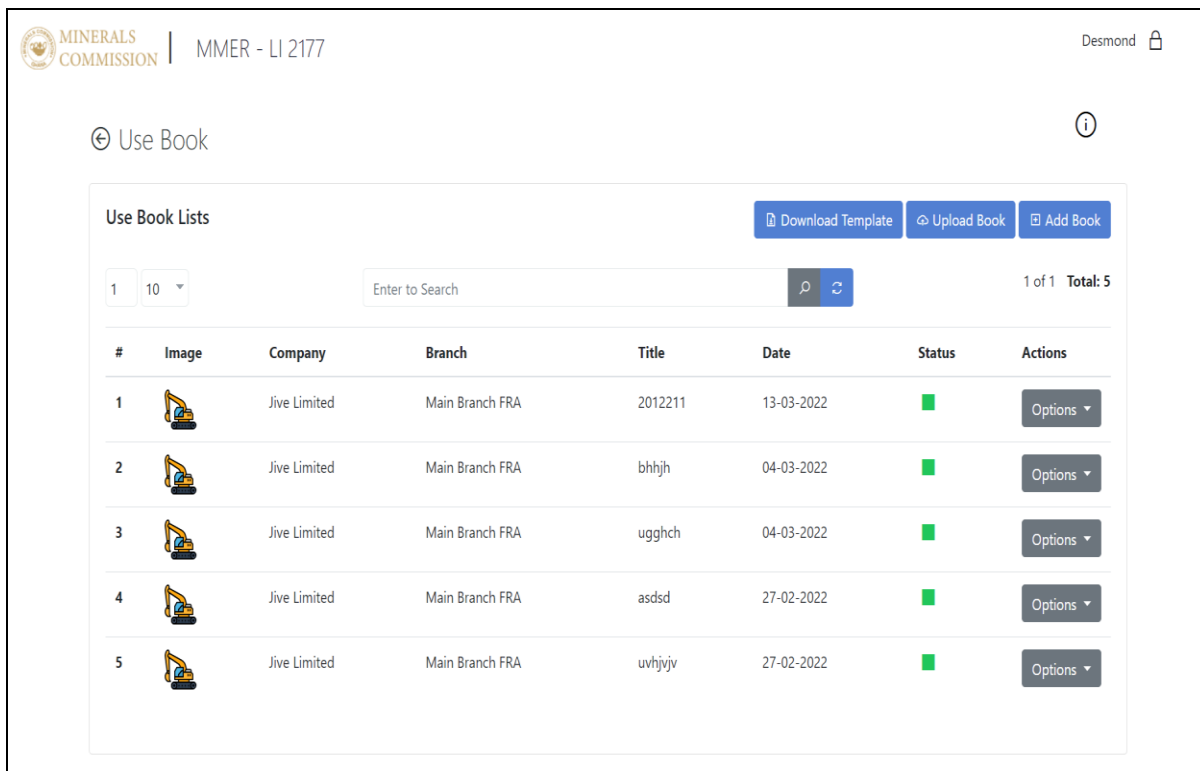 MINERALS
COMMISSION
MMER - LI 2177
Desmond
Use Book
Use Book Lists
Download Template
Upload Book
Add Book
1 10 Enter to Search 1 of 1 Total: 5
# Image Company Branch Title Date Status Actions
1 Jive Limited Main Branch FRA 2012211 13-03-2022 Options
2 Jive Limited Main Branch FRA bhhjh 04-03-2022 Options
3 Jive Limited Main Branch FRA ugghch 04-03-2022 Options
4 Jive Limited Main Branch FRA asdsd 27-02-2022 Options
5 Jive Limited Main Branch FRA uvhjvjv 27-02-2022 Options